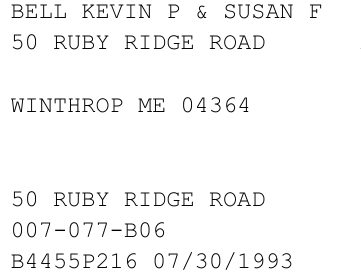 BELL KEVIN P & SUSAN F
50 RUBY RIDGE ROAD
WINTHROP ME 04364
50 RUBY RIDGE ROAD
007-077-B06
B4455P216 07/30/1993